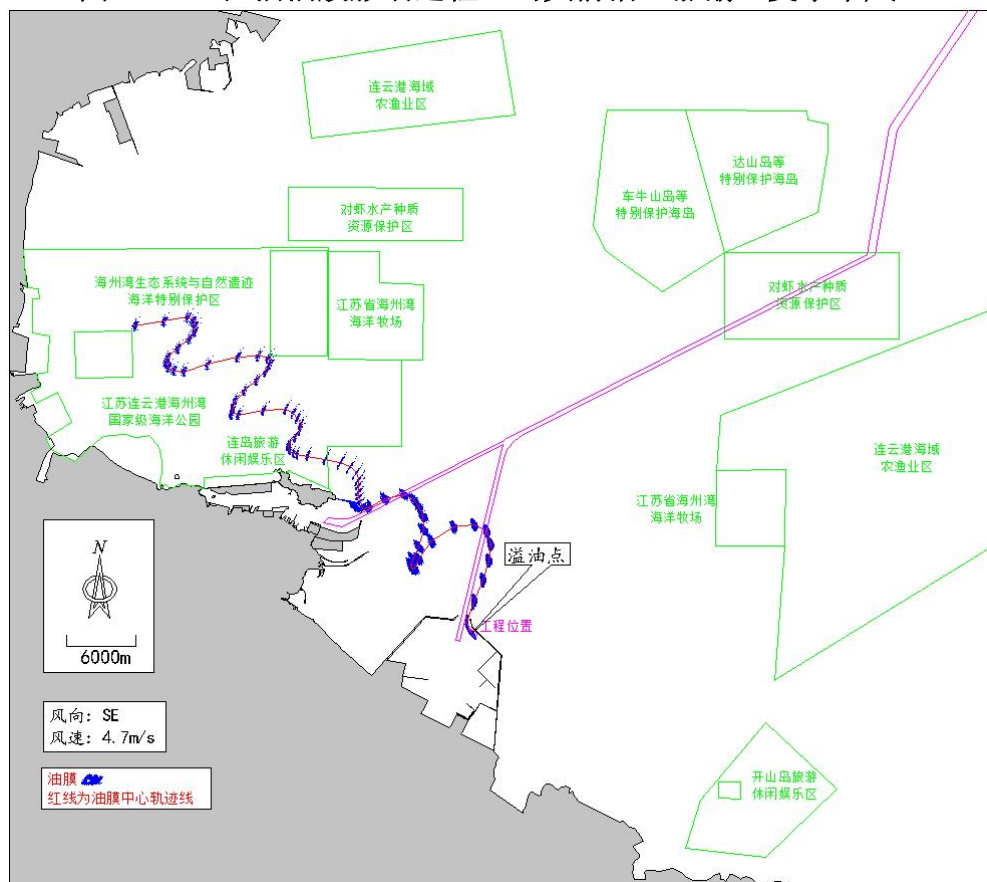 连云港海域
农渔业区
达山岛等
特别保护海岛
车牛山岛等
特别保护海岛
对虾水产种质
资源保护区
海州湾生态系统与自然遗迹
海洋特别保护区
江苏省海州湾
海洋牧场
对虾水产种质
资源保护区
江苏连云港海州湾
国家级海洋公园
连岛旅游
休闲娱乐区
连云港海域
农渔业区
江苏省海州湾
海洋牧场
溢油点
工程位置
N
6000m
风向: SE
风速: 4.7m/s
油膜
红线为油膜中心轨迹线
开山岛旅游
休闲娱乐区